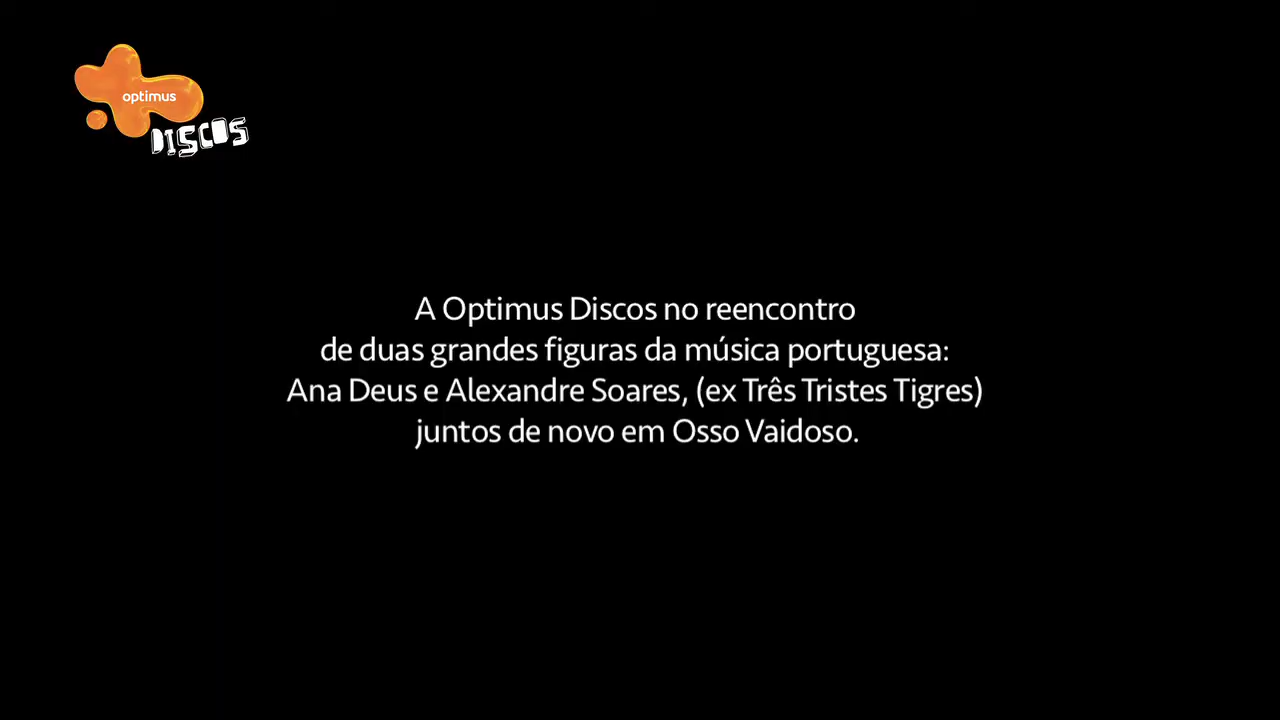 optimus
DISCOS
A Optimus Discos no reencontro
de duas grandes figuras da música portuguesa:
Ana Deus e Alexandre Soares, (ex Três Tristes Tigres)
juntos de novo em Osso Vaidoso.